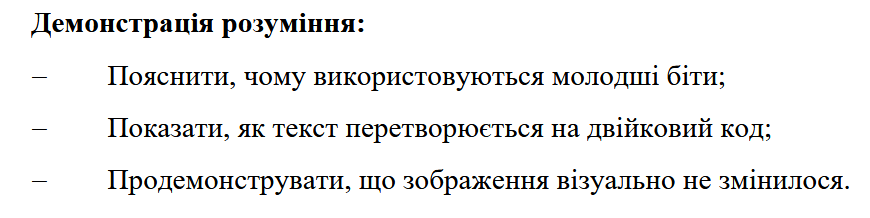 Демонстрація розуміння:
– Пояснити, чому використовуються молодші біти;
– Показати, як текст перетворюється на двійковий код;
– Продемонструвати, що зображення візуально не змінилося.